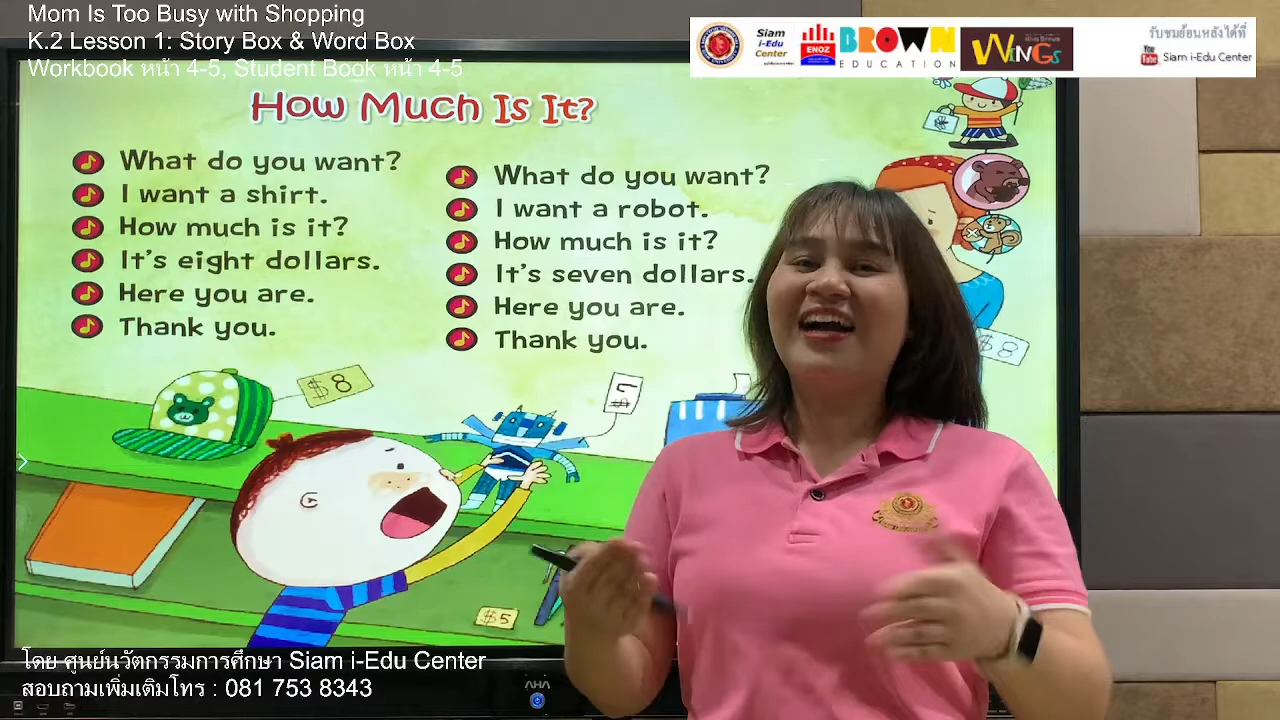 Mom Is Too Busy with Shopping
K.2 Lesson 1: Story Box & Word Box
Workbook หน้า 4-5, Student Book หน้า 4-5
Siam
i-Edu
Center
ENOZ
BROWN
EDUCATION
WINGS
รับชมย้อนหลังได้ที่
You
Tube
Siam i-Edu Center
How Much Is It?
What do you want?
I want a shirt.
How much is it?
It's eight dollars.
Here you are.
Thank you.
What do you want?
I want a robot.
How much is it?
It's seven dollars.
Here you are.
Thank you.
$8
$7
$8
$5
โดย ศูนย์นวัตกรรมการศึกษา Siam i-Edu Center
สอบถามเพิ่มเติมโทร : 081 753 8343
AHA